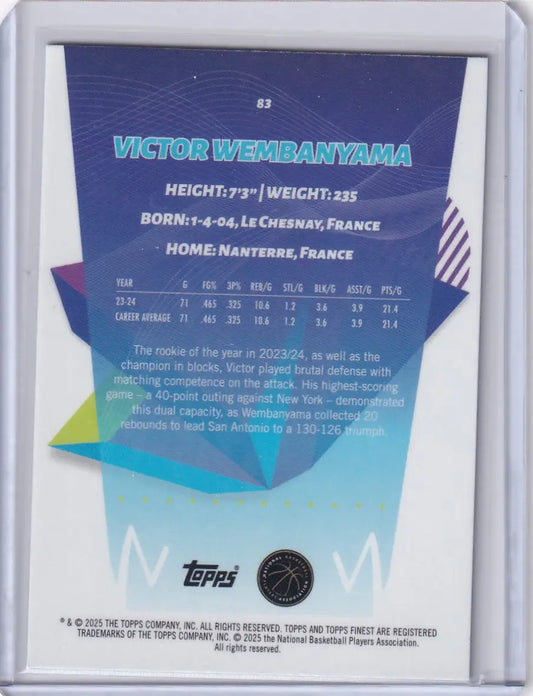 83
VICTOR WEMBANYAMA
HEIGHT: 7'3" | WEIGHT: 235
BORN: 1-4-04, LE CHESNAY, FRANCE
HOME: NANTERRE, FRANCE
YEAR G FG% 3P% REB/G STL/G BLK/G ASST/G PTS/G
23-24 71 .465 .325 10.6 1.2 3.6 3.9 21.4
CAREER AVERAGE 71 .465 .325 10.6 1.2 3.6 3.9 21.4
The rookie of the year in 2023/24, as well as the
champion in blocks, Victor played brutal defense with
matching competence on the attack. His highest-scoring
game – a 40-point outing against New York – demonstrated
this dual capacity, as Wembanyama collected 20
rebounds to lead San Antonio to a 130-126 triumph.
Topps®
NATIONAL BASKETBALL
® & © 2025 THE TOPPS COMPANY, INC. ALL RIGHTS RESERVED. TOPPS AND TOPPS FINEST ARE REGISTERED
TRADEMARKS OF THE TOPPS COMPANY, INC. © 2025 the National Basketball Players Association.
All rights reserved.